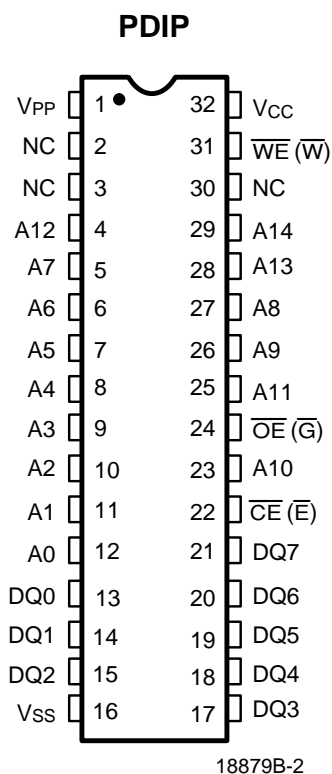 PDIP
VPP 1 32 VCC
NC 2 31 WE (W)
NC 3 30 NC
A12 4 29 A14
A7 5 28 A13
A6 6 27 A8
A5 7 26 A9
A4 8 25 A11
A3 9 24 OE (G)
A2 10 23 A10
A1 11 22 CE (E)
A0 12 21 DQ7
DQ0 13 20 DQ6
DQ1 14 19 DQ5
DQ2 15 18 DQ4
VSS 16 17 DQ3
18879B-2